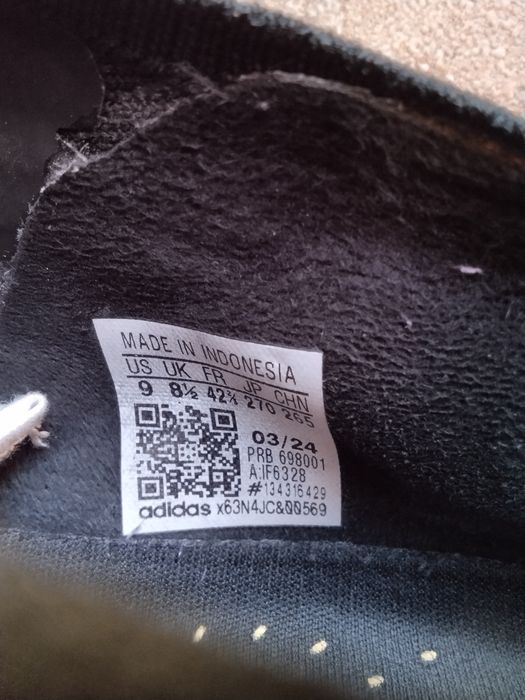 MADE IN INDONESIA
US UK FR JP CHN
9 8½ 42⅔ 270 265
03/24
PRB 698001
A:IF6328
#134316429
adidas x63N4JC&00569